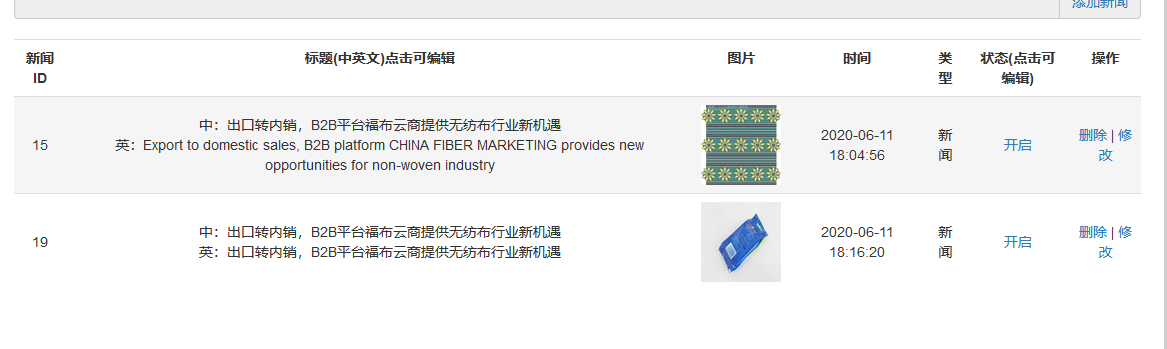 添加新闻
新闻
ID
标题(中英文)点击可编辑
图片
时间
类
型
状态(点击可
编辑)
操作
15
中：出口转内销，B2B平台福布云商提供无纺布行业新机遇
英：Export to domestic sales, B2B platform CHINA FIBER MARKETING provides new
opportunities for non-woven industry
2020-06-11
18:04:56
新
闻
开启
删除 | 修
改
19
中：出口转内销，B2B平台福布云商提供无纺布行业新机遇
英：出口转内销，B2B平台福布云商提供无纺布行业新机遇
2020-06-11
18:16:20
新
闻
开启
删除 | 修
改